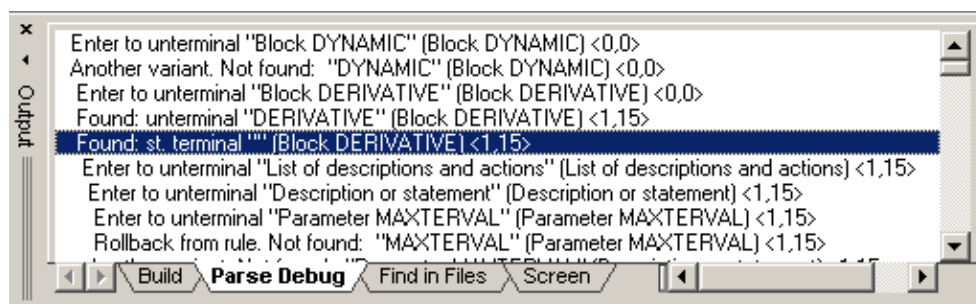 Output
Enter to unterminal "Block DYNAMIC" (Block DYNAMIC) <0,0>
Another variant. Not found: "DYNAMIC" (Block DYNAMIC) <0,0>
Enter to unterminal "Block DERIVATIVE" (Block DERIVATIVE) <0,0>
Found: unterminal "DERIVATIVE" (Block DERIVATIVE) <1,15>
Found: st. terminal "" (Block DERIVATIVE) <1,15>
Enter to unterminal "List of descriptions and actions" (List of descriptions and actions) <1,15>
Enter to unterminal "Description or statement" (Description or statement) <1,15>
Enter to unterminal "Parameter MAXTERVAL" (Parameter MAXTERVAL) <1,15>
Rollback from rule. Not found: "MAXTERVAL" (Parameter MAXTERVAL) <1,15>
Build Parse Debug Find in Files Screen